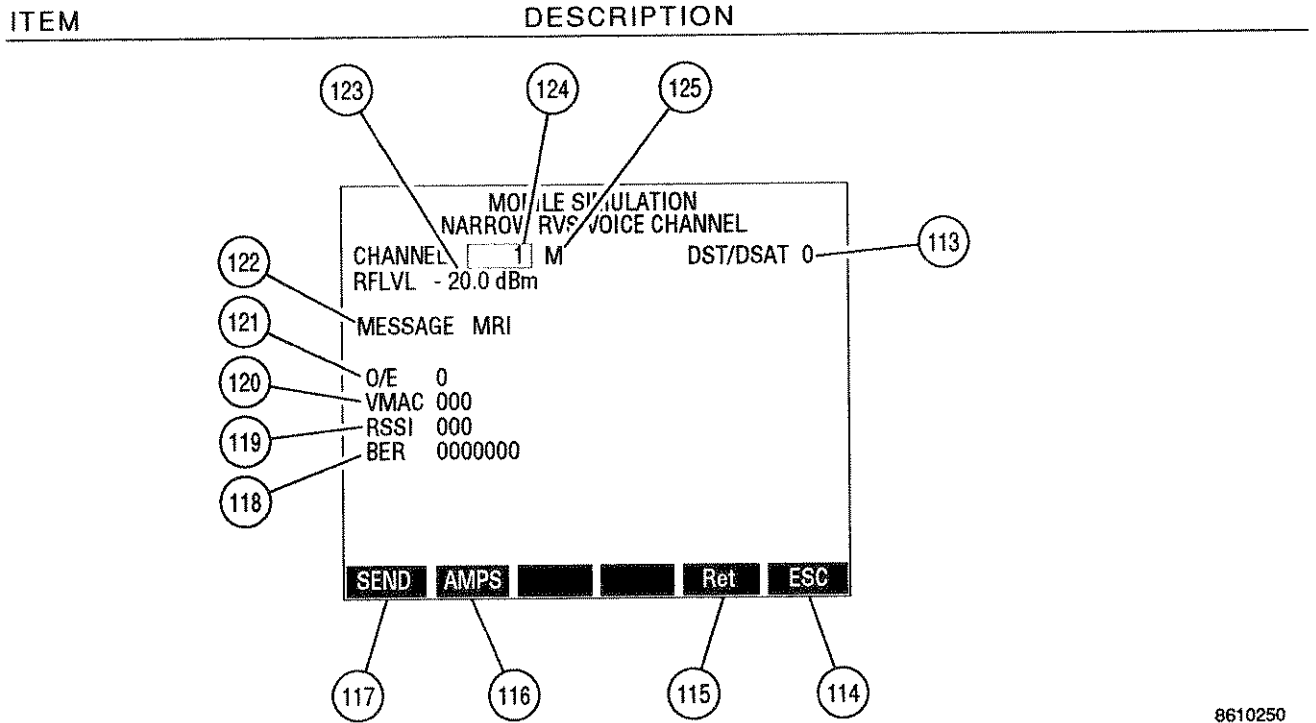 ITEM DESCRIPTION
123 124 125
MOBILE SIMULATION
NARROW RVS VOICE CHANNEL
CHANNEL 1 M DST/DSAT 0 113
122 RFLVL - 20.0 dBm
121 MESSAGE MRI
120 O/E 0
VMAC 000
119 RSSI 000
BER 0000000
118
SEND AMPS Ret ESC
117 116 115 114
8610250